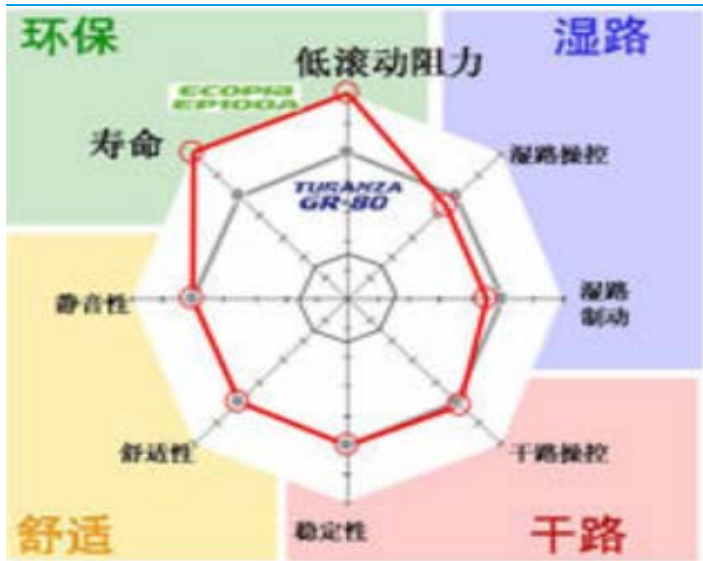 环保
湿路
低滚动阻力
ECOPIA
EP100A
寿命
湿路操控
TURANZA
GR-80
静音性
湿路
制动
舒适性
干路操控
稳定性
舒适
干路